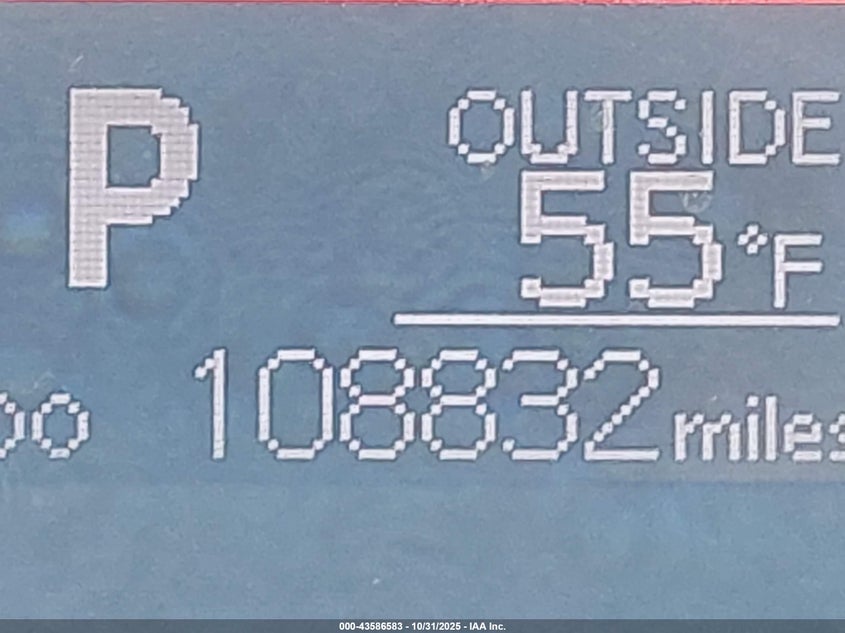 P
OUTSIDE
55°F
108832 miles
000-43586583 - 10/31/2025 - IAA Inc.